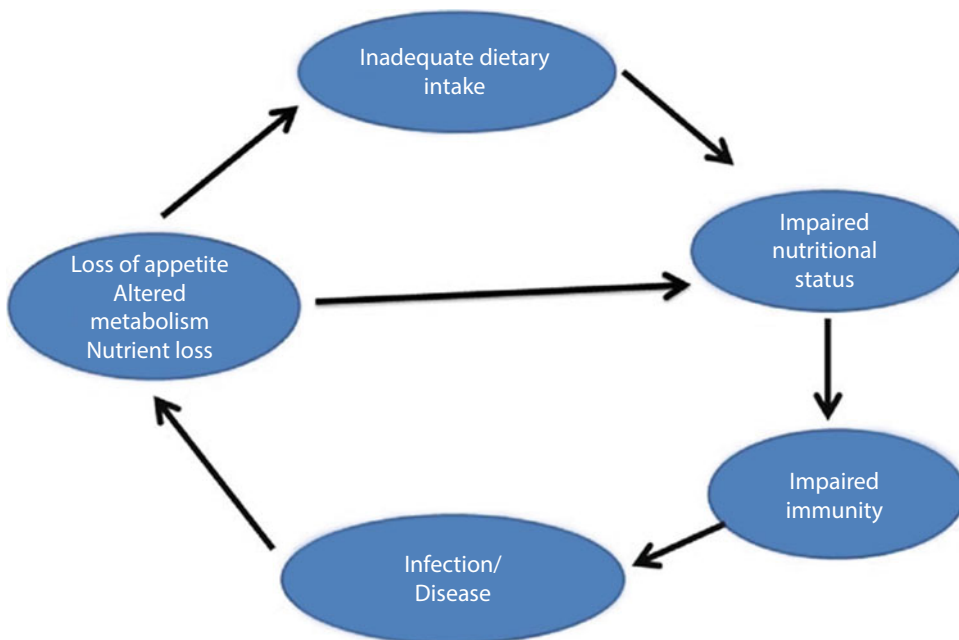 Inadequate dietary
intake
Impaired
nutritional
status
Loss of appetite
Altered
metabolism
Nutrient loss
Impaired
immunity
Infection/
Disease